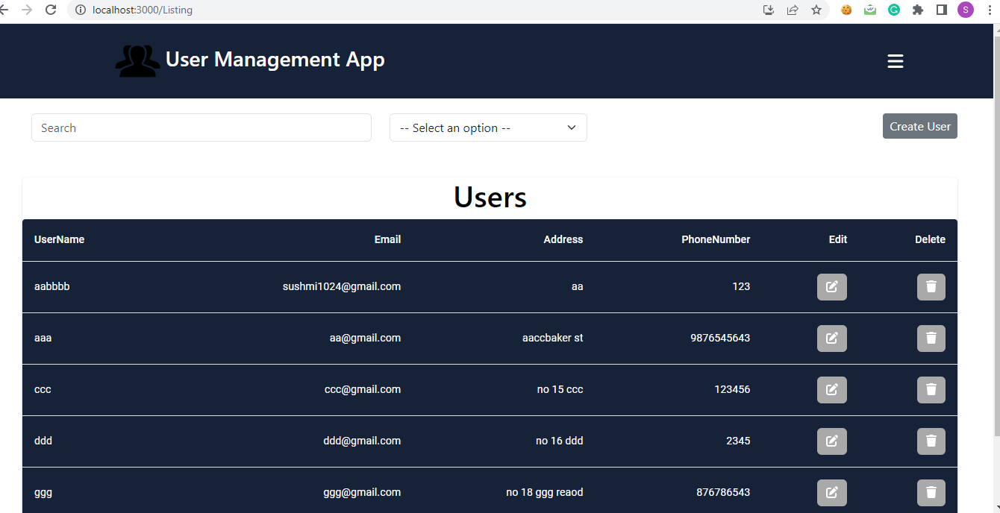 localhost:3000/Listing
G
S
User Management App
Search
-- Select an option --
Create User
Users
UserName Email Address PhoneNumber Edit Delete
aabbbb sushmi1024@gmail.com aa 123
aaa aa@gmail.com aaccbaker st 9876545643
ccc ccc@gmail.com no 15 ccc 123456
ddd ddd@gmail.com no 16 ddd 2345
ggg ggg@gmail.com no 18 ggg reaod 876786543